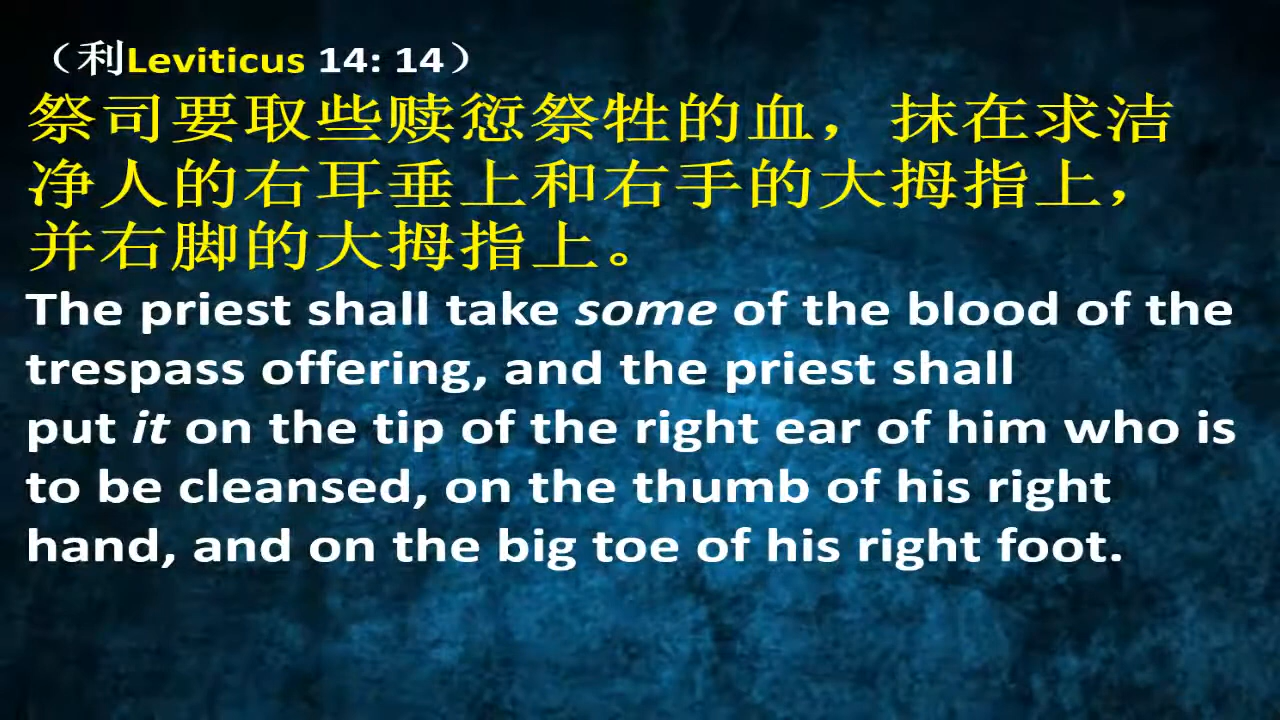 （利Leviticus 14: 14）
祭司要取些赎愆祭牲的血，抹在求洁
净人的右耳垂上和右手的大拇指上，
并右脚的大拇指上。
The priest shall take some of the blood of the
trespass offering, and the priest shall
put it on the tip of the right ear of him who is
to be cleansed, on the thumb of his right
hand, and on the big toe of his right foot.